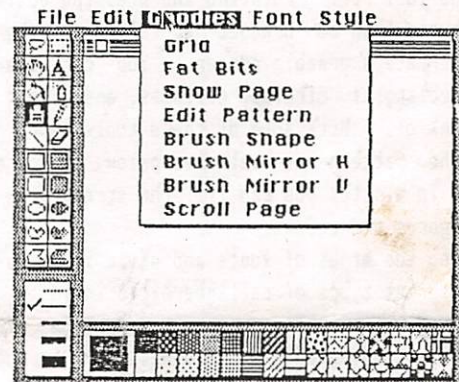 File Edit Goodies Font Style
Grid
Fat Bits
Show Page
Edit Pattern
Brush Shape
Brush Mirror H
Brush Mirror V
Scroll Page
A